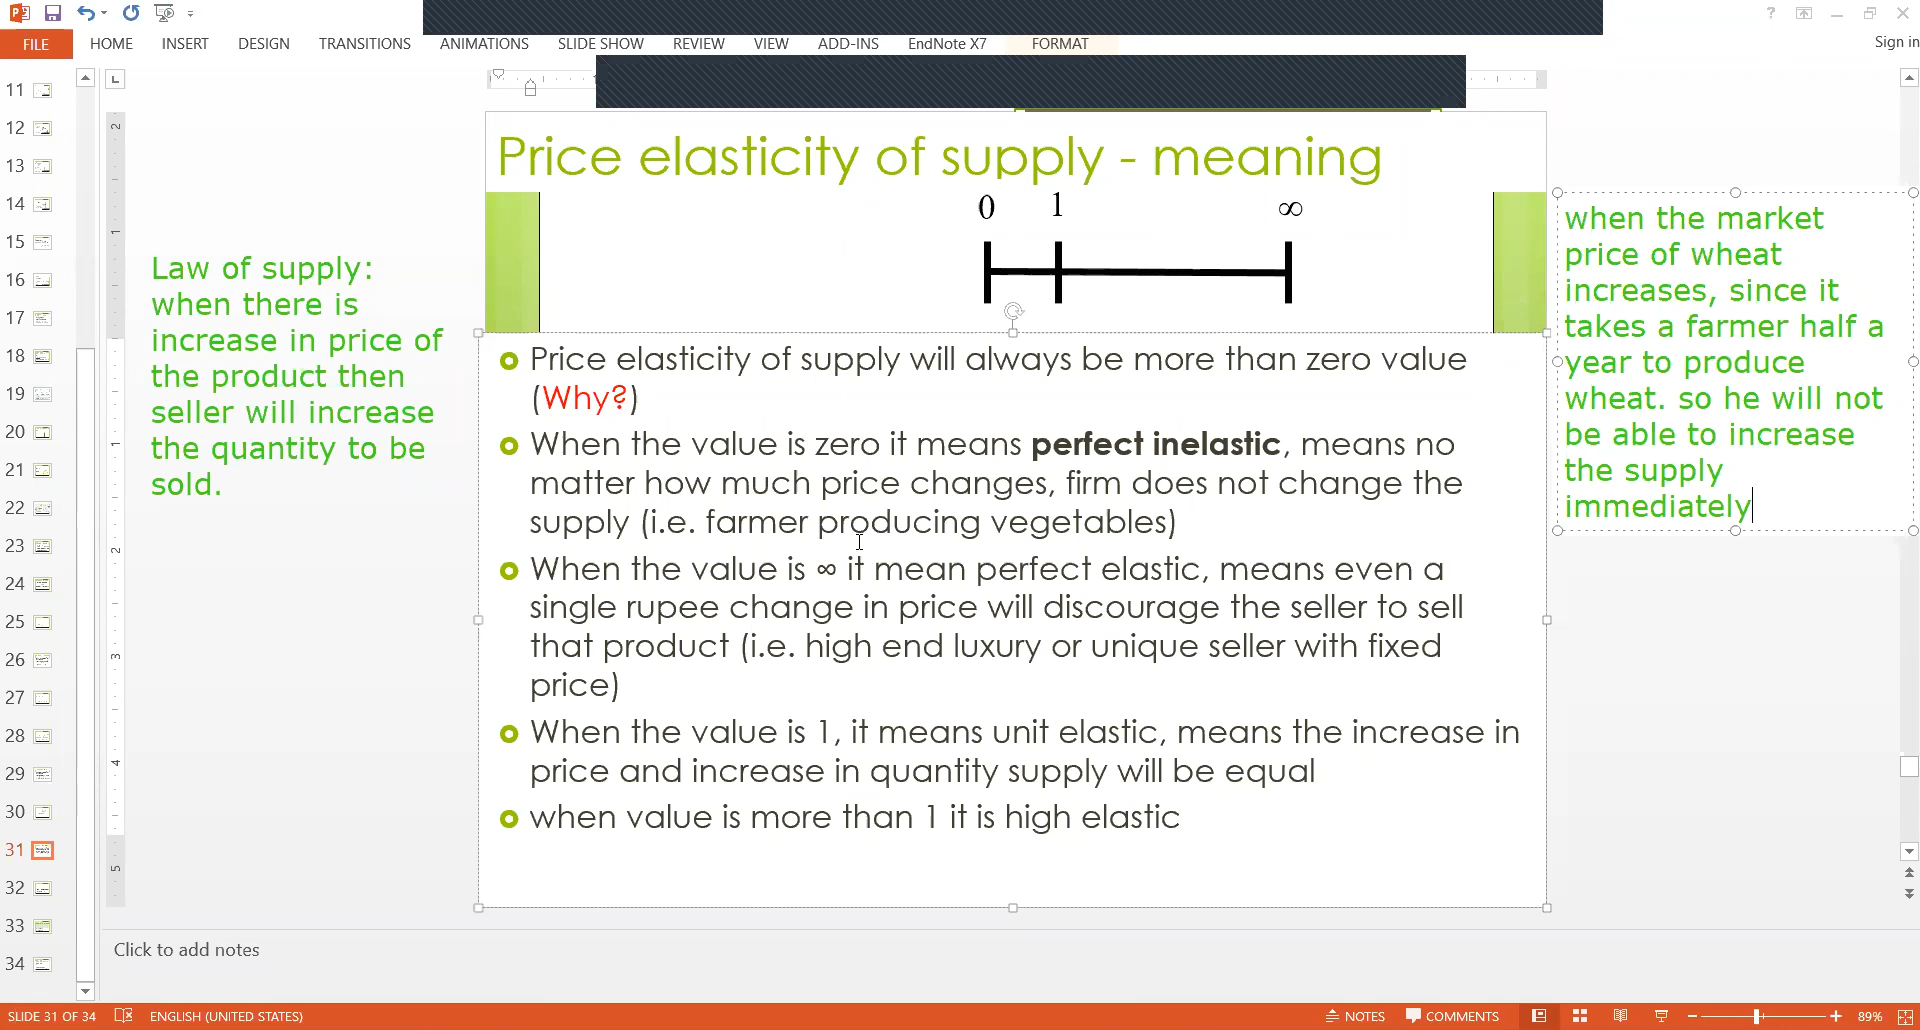 FILE HOME INSERT DESIGN TRANSITIONS ANIMATIONS SLIDE SHOW REVIEW VIEW ADD-INS EndNote X7 FORMAT Sign in
11
12
13
14
15
16
17
18
19
20
21
22
23
24
25
26
27
28
29
30
31
32
33
34
L
2
1
1
2
3
4
5
Law of supply:
when there is
increase in price of
the product then
seller will increase
the quantity to be
sold.
Price elasticity of supply - meaning
0 1 ∞
Price elasticity of supply will always be more than zero value
(Why?)
When the value is zero it means perfect inelastic, means no
matter how much price changes, firm does not change the
supply (i.e. farmer producing vegetables)
When the value is ∞ it mean perfect elastic, means even a
single rupee change in price will discourage the seller to sell
that product (i.e. high end luxury or unique seller with fixed
price)
When the value is 1, it means unit elastic, means the increase in
price and increase in quantity supply will be equal
when value is more than 1 it is high elastic
when the market
price of wheat
increases, since it
takes a farmer half a
year to produce
wheat. so he will not
be able to increase
the supply
immediately
Click to add notes
SLIDE 31 OF 34 ENGLISH (UNITED STATES) NOTES COMMENTS 89%